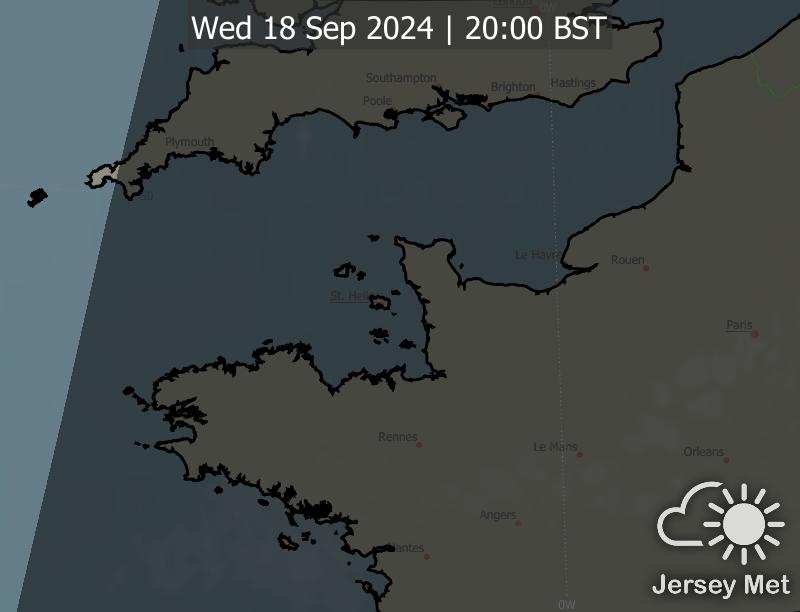 London
0W
Wed 18 Sep 2024 | 20:00 BST
Southampton
Brighton
Hastings
Poole
Plymouth
Le Havre
Rouen
St. Helier
Paris
Rennes
Le Mans
Orleans
Angers
Nantes
0W
Jersey Met